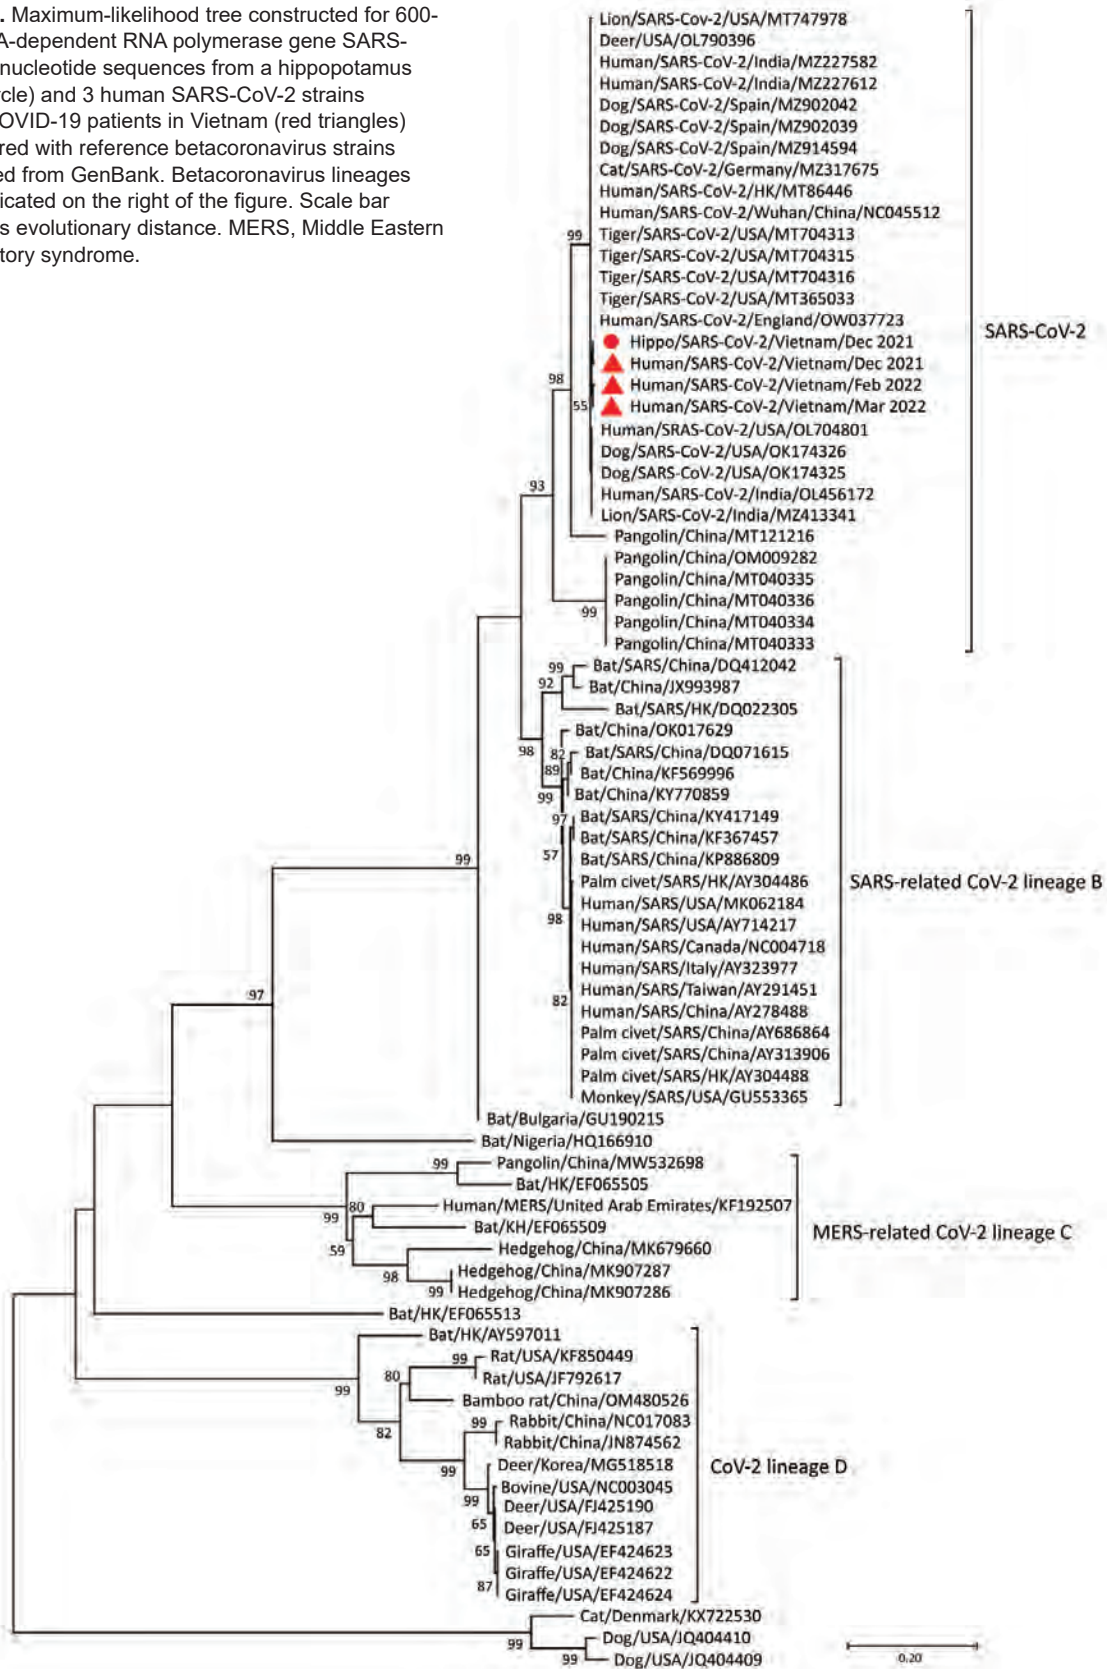 . Maximum-likelihood tree constructed for 600-
A-dependent RNA polymerase gene SARS-
nucleotide sequences from a hippopotamus
ycle) and 3 human SARS-CoV-2 strains
OVID-19 patients in Vietnam (red triangles)
red with reference betacoronavirus strains
ed from GenBank. Betacoronavirus lineages
icated on the right of the figure. Scale bar
s evolutionary distance. MERS, Middle Eastern
tory syndrome.
Lion/SARS-Cov-2/USA/MT747978
Deer/USA/OL790396
Human/SARS-CoV-2/India/MZ227582
Human/SARS-CoV-2/India/MZ227612
Dog/SARS-CoV-2/Spain/MZ902042
Dog/SARS-CoV-2/Spain/MZ902039
Dog/SARS-CoV-2/Spain/MZ914594
Cat/SARS-CoV-2/Germany/MZ317675
Human/SARS-CoV-2/HK/MT86446
Human/SARS-CoV-2/Wuhan/China/NC045512
99
Tiger/SARS-CoV-2/USA/MT704313
Tiger/SARS-CoV-2/USA/MT704315
Tiger/SARS-CoV-2/USA/MT704316
Tiger/SARS-CoV-2/USA/MT365033
Human/SARS-CoV-2/England/OW037723
SARS-CoV-2
Hippo/SARS-CoV-2/Vietnam/Dec 2021
Human/SARS-CoV-2/Vietnam/Dec 2021
98
Human/SARS-CoV-2/Vietnam/Feb 2022
55
Human/SARS-CoV-2/Vietnam/Mar 2022
Human/SRAS-CoV-2/USA/OL704801
Dog/SARS-CoV-2/USA/OK174326
Dog/SARS-CoV-2/USA/OK174325
93
Human/SARS-CoV-2/India/OL456172
Lion/SARS-CoV-2/India/MZ413341
Pangolin/China/MT121216
Pangolin/China/OM009282
Pangolin/China/MT040335
Pangolin/China/MT040336
99
Pangolin/China/MT040334
Pangolin/China/MT040333
99
Bat/SARS/China/DQ412042
92
Bat/China/JX993987
Bat/SARS/HK/DQ022305
Bat/China/OK017629
98
82
Bat/SARS/China/DQ071615
89
Bat/China/KF569996
99
Bat/China/KY770859
97
Bat/SARS/China/KY417149
Bat/SARS/China/KF367457
57
Bat/SARS/China/KP886809
99
Palm civet/SARS/HK/AY304486
SARS-related CoV-2 lineage B
Human/SARS/USA/MK062184
98
Human/SARS/USA/AY714217
Human/SARS/Canada/NC004718
Human/SARS/Italy/AY323977
Human/SARS/Taiwan/AY291451
82
97
Human/SARS/China/AY278488
Palm civet/SARS/China/AY686864
Palm civet/SARS/China/AY313906
Palm civet/SARS/HK/AY304488
Monkey/SARS/USA/GU553365
Bat/Bulgaria/GU190215
Bat/Nigeria/HQ166910
99
Pangolin/China/MW532698
Bat/HK/EF065505
80
Human/MERS/United Arab Emirates/KF192507
99
Bat/KH/EF065509
MERS-related CoV-2 lineage C
59
Hedgehog/China/MK679660
98
Hedgehog/China/MK907287
99
Hedgehog/China/MK907286
Bat/HK/EF065513
Bat/HK/AY597011
99
Rat/USA/KF850449
80
Rat/USA/JF792617
99
Bamboo rat/China/OM480526
99
Rabbit/China/NC017083
82
Rabbit/China/JN874562
Deer/Korea/MG518518
CoV-2 lineage D
99
Bovine/USA/NC003045
99
Deer/USA/FJ425190
65
Deer/USA/FJ425187
65
Giraffe/USA/EF424623
Giraffe/USA/EF424622
87
Giraffe/USA/EF424624
Cat/Denmark/KX722530
99
Dog/USA/JQ404410
99
Dog/USA/JQ404409
0.20